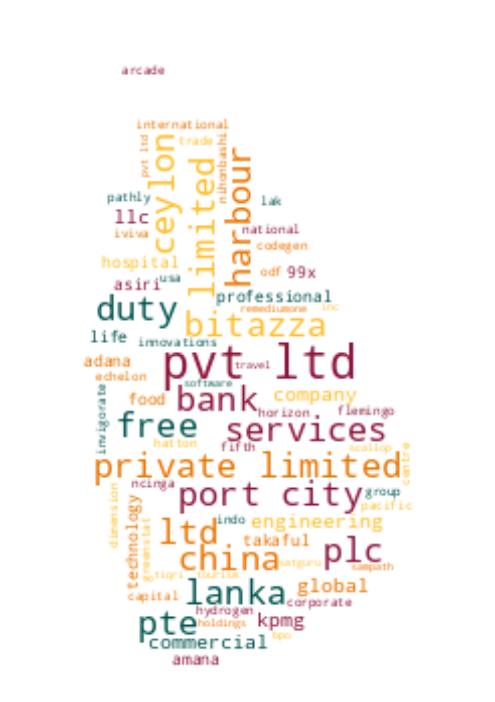 arcade
international
pvt ltd
ceylon
trade
limited
nihonbashi
harbour
pathly
lak
llc
national
iviva
codegen
hospital
usa
odf
99x
asiri
professional
duty
remediumone
inc
bitazza
life
innovations
pvt ltd
adana
travel
echelon
software
invigorate
food
bank
company
horizon
flemingo
free
services
hatton
fifth
scallop
centre
private limited
ncinga
port city
group
dimension
technology
pacific
greenstat
ltd
indo
engineering
takaful
china
plc
satguru
sampath
tiqri
tourism
lanka
global
capital
corporate
hydrogen
pte
holdings
kpmg
commercial
bpo
amana